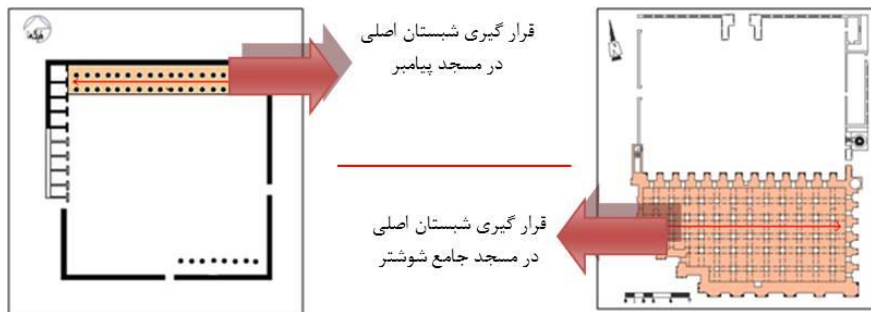 قرار گیری شبستان اصلی
در مسجد پیامبر
قرار گیری شبستان اصلی
در مسجد جامع شوشتر